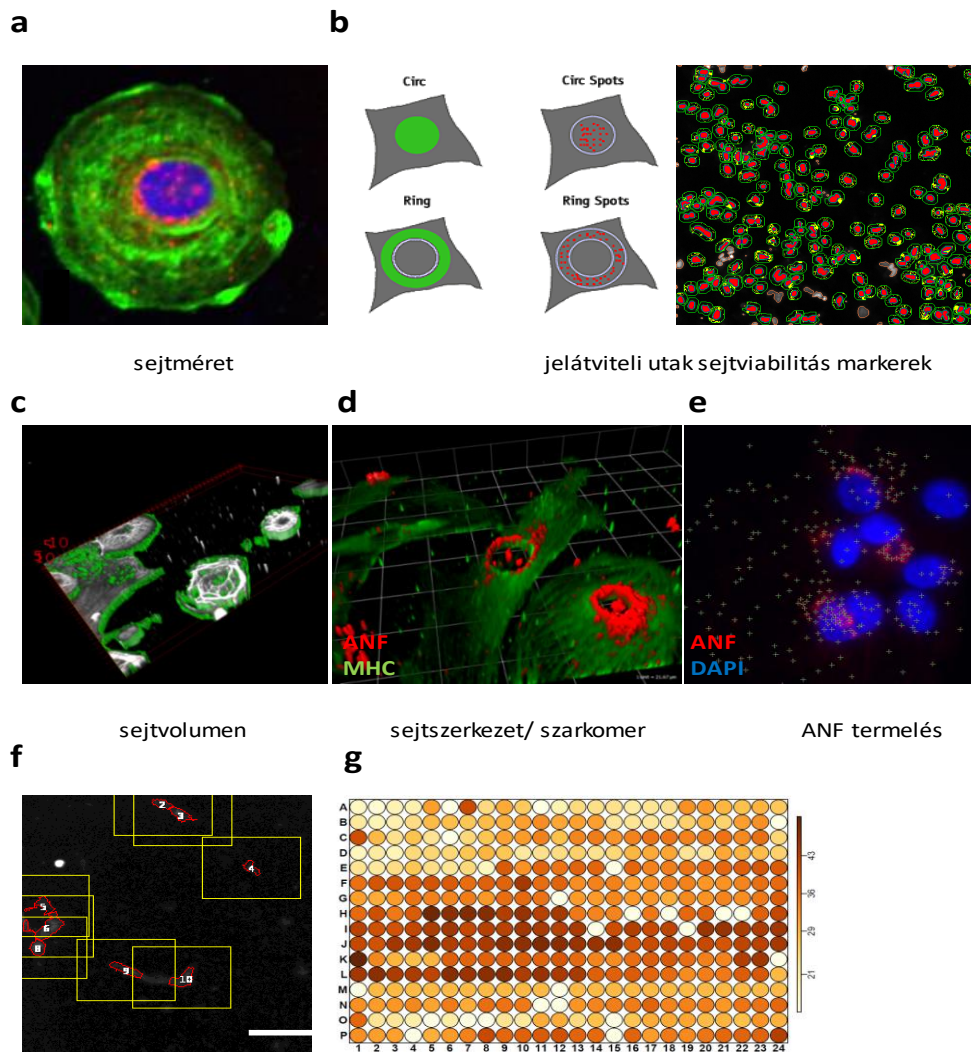 a
b
Circ
Circ Spots
Ring
Ring Spots
sejtméret
jelátviteli utak sejtviabilitás markerek
c
d
e
ANF
MHC
ANF
DAPI
sejtvolumen
sejtszerkezet/ szarkomer
ANF termelés
f
g
2
3
4
5
6
8
9
10
A
B
C
D
E
F
G
H
I
J
K
L
M
N
O
P
1 2 3 4 5 6 7 8 9 10 11 12 13 14 15 16 17 18 19 20 21 22 23 24
43
36
29
21